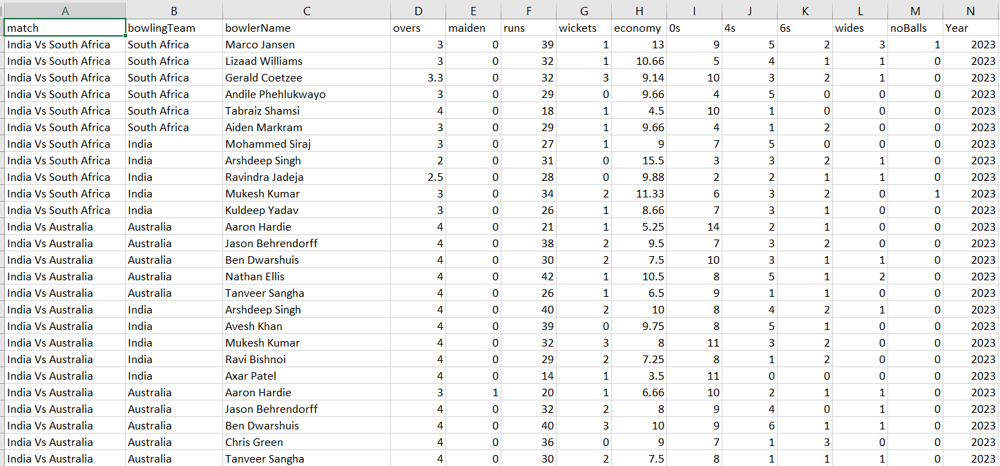 A B C D E F G H I J K L M N
match bowlingTeam bowlerName overs maiden runs wickets economy 0s 4s 6s wides noBalls Year
India Vs South Africa South Africa Marco Jansen 3 0 39 1 13 9 5 2 3 1 2023
India Vs South Africa South Africa Lizaad Williams 3 0 32 1 10.66 5 4 1 1 0 2023
India Vs South Africa South Africa Gerald Coetzee 3.3 0 32 3 9.14 10 3 2 1 0 2023
India Vs South Africa South Africa Andile Phehlukwayo 3 0 29 0 9.66 4 5 0 0 0 2023
India Vs South Africa South Africa Tabraiz Shamsi 4 0 18 1 4.5 10 1 0 0 0 2023
India Vs South Africa South Africa Aiden Markram 3 0 29 1 9.66 4 1 2 0 0 2023
India Vs South Africa India Mohammed Siraj 3 0 27 1 9 7 5 0 0 0 2023
India Vs South Africa India Arshdeep Singh 2 0 31 0 15.5 3 3 2 1 0 2023
India Vs South Africa India Ravindra Jadeja 2.5 0 28 0 9.88 2 2 1 1 0 2023
India Vs South Africa India Mukesh Kumar 3 0 34 2 11.33 6 3 2 0 1 2023
India Vs South Africa India Kuldeep Yadav 3 0 26 1 8.66 7 3 1 0 0 2023
India Vs Australia Australia Aaron Hardie 4 0 21 1 5.25 14 2 1 0 0 2023
India Vs Australia Australia Jason Behrendorff 4 0 38 2 9.5 7 3 2 0 0 2023
India Vs Australia Australia Ben Dwarshuis 4 0 30 2 7.5 10 3 1 1 0 2023
India Vs Australia Australia Nathan Ellis 4 0 42 1 10.5 8 5 1 2 0 2023
India Vs Australia Australia Tanveer Sangha 4 0 26 1 6.5 9 1 1 0 0 2023
India Vs Australia India Arshdeep Singh 4 0 40 2 10 8 4 2 1 0 2023
India Vs Australia India Avesh Khan 4 0 39 0 9.75 8 5 1 0 0 2023
India Vs Australia India Mukesh Kumar 4 0 32 3 8 11 3 2 0 0 2023
India Vs Australia India Ravi Bishnoi 4 0 29 2 7.25 8 1 2 0 0 2023
India Vs Australia India Axar Patel 4 0 14 1 3.5 11 0 0 0 0 2023
India Vs Australia Australia Aaron Hardie 3 1 20 1 6.66 10 2 1 1 0 2023
India Vs Australia Australia Jason Behrendorff 4 0 32 2 8 9 4 0 1 0 2023
India Vs Australia Australia Ben Dwarshuis 4 0 40 3 10 9 6 1 1 0 2023
India Vs Australia Australia Chris Green 4 0 36 0 9 7 1 3 0 0 2023
India Vs Australia Australia Tanveer Sangha 4 0 30 2 7.5 8 1 1 1 0 2023